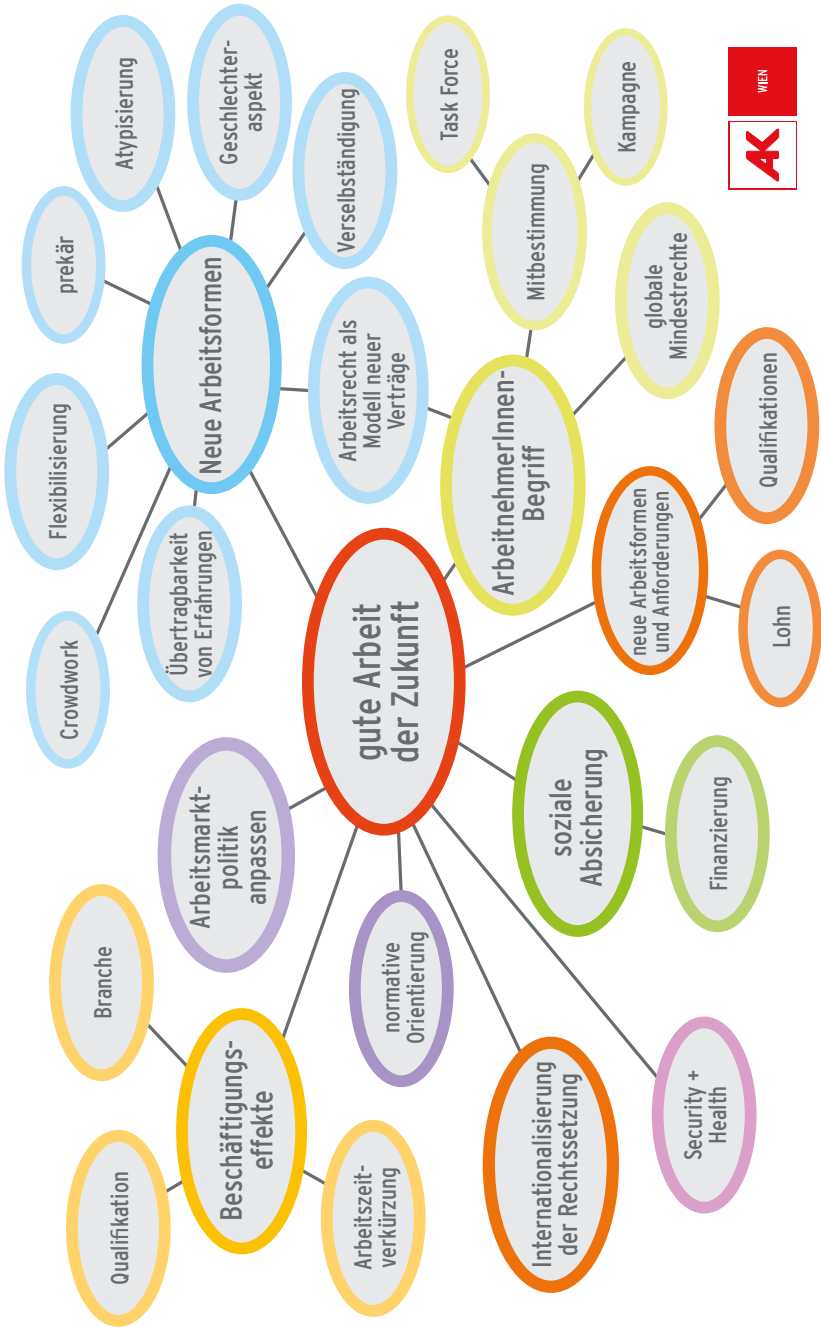 Qualifikation
Branche
Beschäftigungs-
effekte
Arbeitszeit-
verkürzung
Arbeitsmarkt-
politik
anpassen
normative
Orientierung
Internationalisierung
der Rechtssetzung
Security +
Health
gute Arbeit
der Zukunft
soziale
Absicherung
Finanzierung
Crowdwork
Flexibilisierung
prekär
Atypisierung
Geschlechter-
aspekt
Verselbständigung
Übertragbarkeit
von Erfahrungen
Neue Arbeitsformen
Arbeitsrecht als
Modell neuer
Verträge
ArbeitnehmerInnen-
Begriff
Mitbestimmung
Task Force
Kampagne
globale
Mindestrechte
neue Arbeitsformen
und Anforderungen
Lohn
Qualifikationen
AK
WIEN